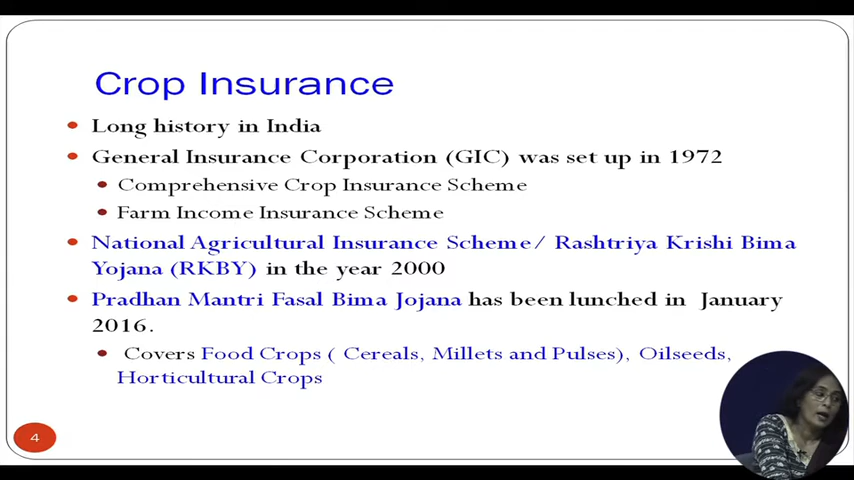 Crop Insurance
Long history in India
General Insurance Corporation (GIC) was set up in 1972
Comprehensive Crop Insurance Scheme
Farm Income Insurance Scheme
National Agricultural Insurance Scheme/ Rashtriya Krishi Bima
Yojana (RKBY) in the year 2000
Pradhan Mantri Fasal Bima Jojana has been lunched in January
2016.
Covers Food Crops ( Cereals, Millets and Pulses), Oilseeds,
Horticultural Crops
4